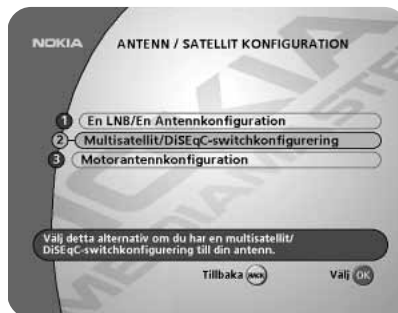 NOKIA
ANTENN / SATELLIT KONFIGURATION
1 En LNB/En Antennkonfiguration
2 Multisatellit/DiSEqC-switchkonfigurering
3 Motorantennkonfiguration
Välj detta alternativ om du har en multisatellit/
DiSEqC-switchkonfigurering till din antenn.
Tillbaka BACK Välj OK